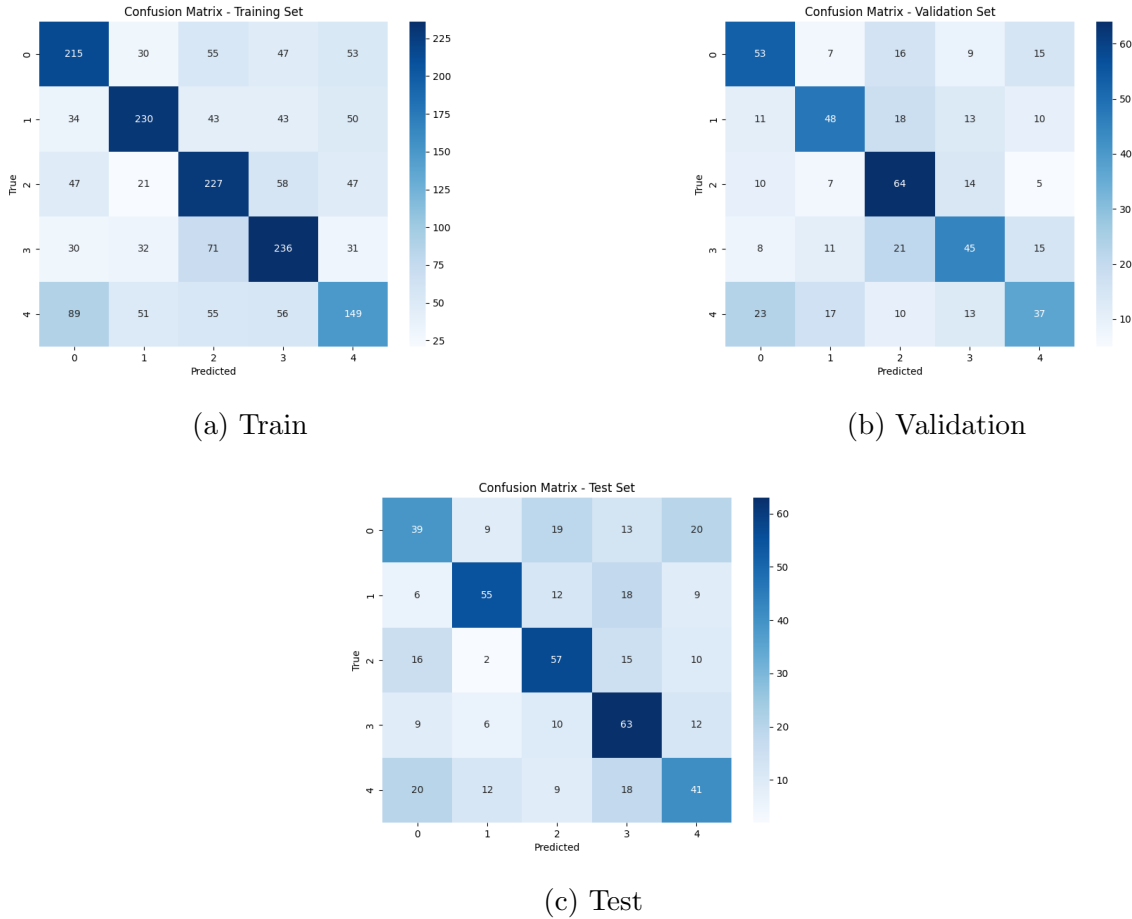 Confusion Matrix - Training Set
0 215 30 55 47 53
1 34 230 43 43 50
2 47 21 227 58 47
3 30 32 71 236 31
4 89 51 55 56 149
0 1 2 3 4
Predicted
True
225
200
175
150
125
100
75
50
25
(a) Train
Confusion Matrix - Validation Set
0 53 7 16 9 15
1 11 48 18 13 10
2 10 7 64 14 5
3 8 11 21 45 15
4 23 17 10 13 37
0 1 2 3 4
Predicted
True
60
50
40
30
20
10
(b) Validation
Confusion Matrix - Test Set
0 39 9 19 13 20
1 6 55 12 18 9
2 16 2 57 15 10
3 9 6 10 63 12
4 20 12 9 18 41
0 1 2 3 4
Predicted
True
60
50
40
30
20
10
(c) Test